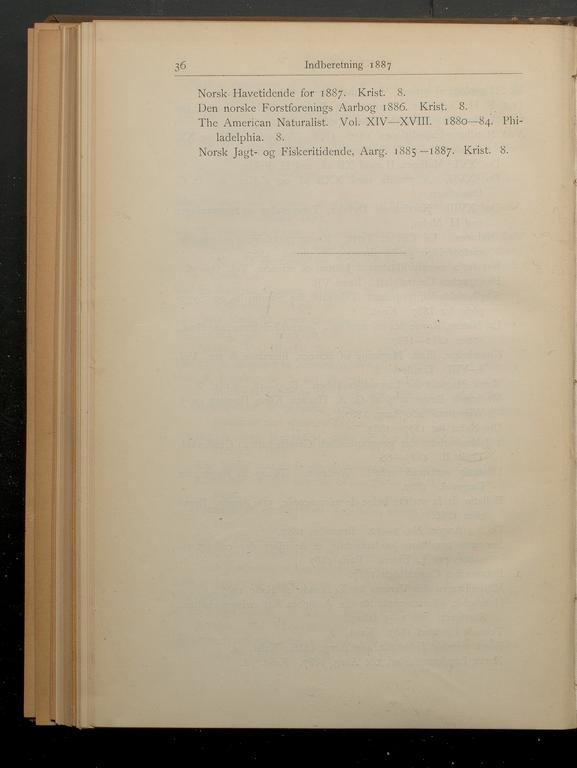 36 Indberetning 1887
Norsk Havetidende for 1887. Krist. 8.
Den norske Forstforenings Aarbog 1886. Krist. 8.
The American Naturalist. Vol. XIV—XVIII. 1880—84. Phi-
ladelphia. 8.
Norsk Jagt- og Fiskeritidende, Aarg. 1885—1887. Krist. 8.